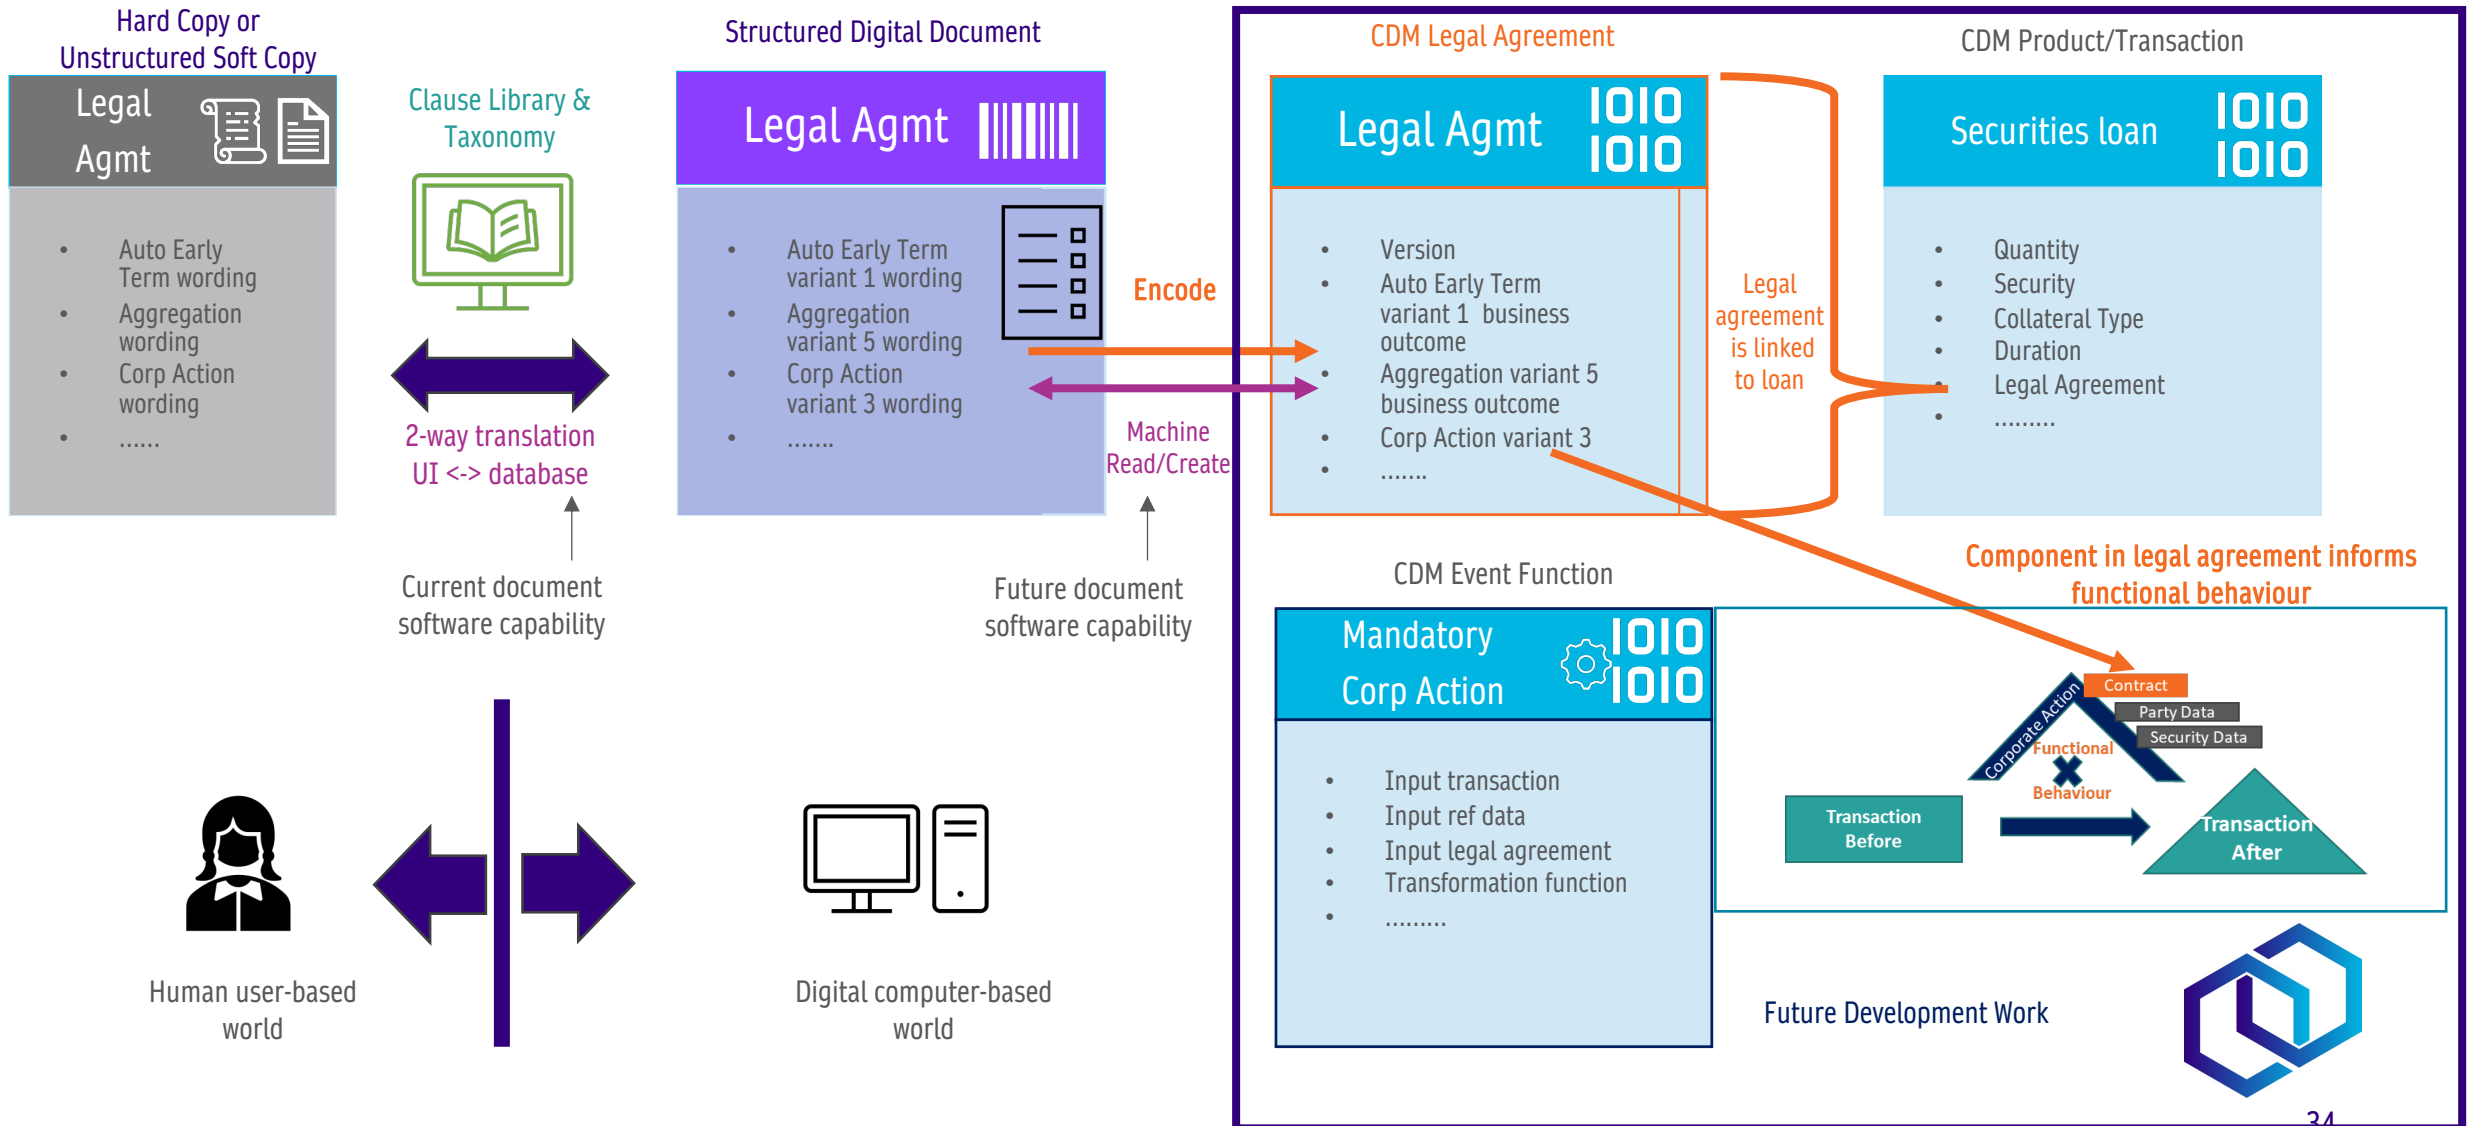 Hard Copy or
Unstructured Soft Copy
Legal
Agmt
• Auto Early
Term wording
• Aggregation
wording
• Corp Action
wording
• ......
Clause Library &
Taxonomy
2-way translation
UI <-> database
Current document
software capability
Structured Digital Document
Legal Agmt
• Auto Early Term
variant 1 wording
• Aggregation
variant 5 wording
• Corp Action
variant 3 wording
• .......
Encode
Machine
Read/Create
Future document
software capability
Human user-based
world
Digital computer-based
world
CDM Legal Agreement
Legal Agmt
1010
1010
• Version
• Auto Early Term
variant 1 business
outcome
• Aggregation variant 5
business outcome
• Corp Action variant 3
• .......
Legal
agreement
is linked
to loan
CDM Product/Transaction
Securities loan
1010
1010
• Quantity
• Security
• Collateral Type
• Duration
• Legal Agreement
• .........
CDM Event Function
Mandatory
Corp Action
1010
1010
• Input transaction
• Input ref data
• Input legal agreement
• Transformation function
• .........
Component in legal agreement informs
functional behaviour
Corporate Action
Contract
Party Data
Security Data
Functional
Behaviour
Transaction
Before
Transaction
After
Future Development Work
34